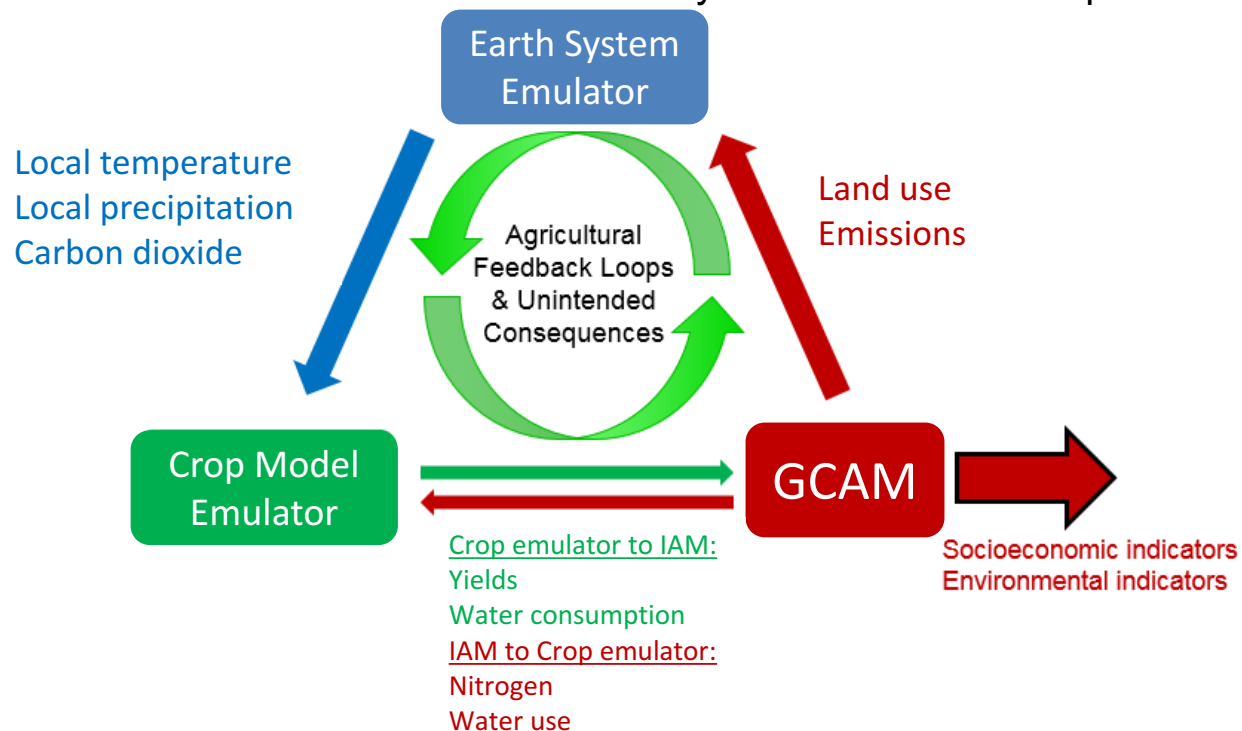 Earth System
Emulator
Local temperature
Local precipitation
Carbon dioxide
Land use
Emissions
Agricultural
Feedback Loops
& Unintended
Consequences
Crop Model
Emulator
GCAM
Crop emulator to IAM:
Yields
Water consumption
IAM to Crop emulator:
Nitrogen
Water use
Socioeconomic indicators
Environmental indicators